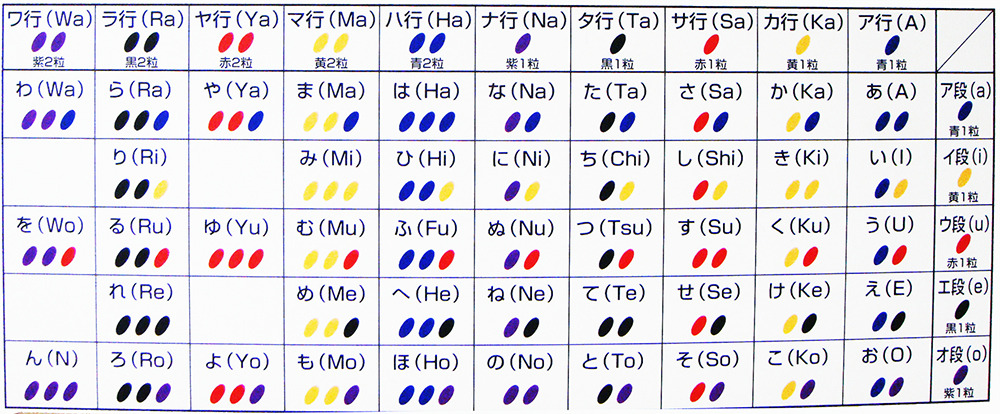 ワ行(Wa) ラ行(Ra) ヤ行(Ya) マ行(Ma) ハ行(Ha) ナ行(Na) タ行(Ta) サ行(Sa) カ行(Ka) ア行(A)
紫2粒 黒2粒 赤2粒 黄2粒 青2粒 紫1粒 黒1粒 赤1粒 黄1粒 青1粒
わ(Wa) ら(Ra) や(Ya) ま(Ma) は(Ha) な(Na) た(Ta) さ(Sa) か(Ka) あ(A) ア段(a)
青1粒
り(Ri) み(Mi) ひ(Hi) に(Ni) ち(Chi) し(Shi) き(Ki) い(I) イ段(i)
黄1粒
を(Wo) る(Ru) ゆ(Yu) む(Mu) ふ(Fu) ぬ(Nu) つ(Tsu) す(Su) く(Ku) う(U) ウ段(u)
赤1粒
れ(Re) め(Me) へ(He) ね(Ne) て(Te) せ(Se) け(Ke) え(E) エ段(e)
黒1粒
ん(N) ろ(Ro) よ(Yo) も(Mo) ほ(Ho) の(No) と(To) そ(So) こ(Ko) お(O) オ段(o)
紫1粒